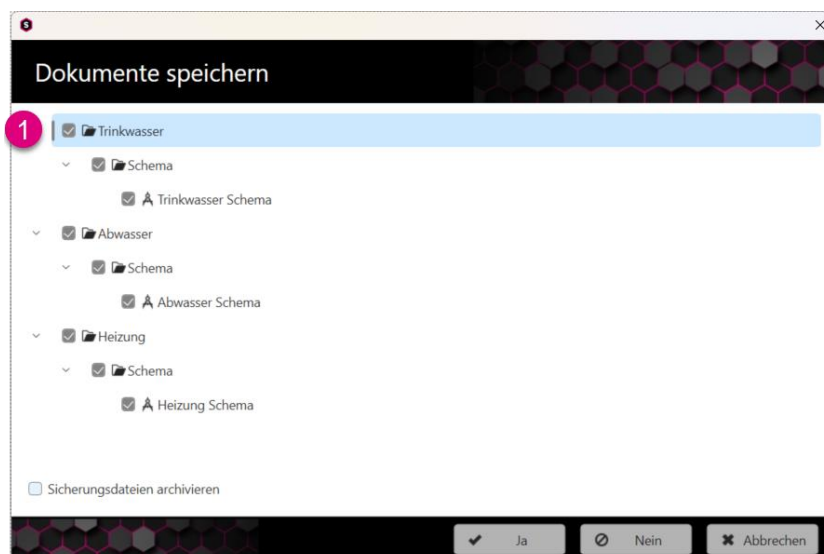 S
Dokumente speichern
1
Trinkwasser
Schema
Trinkwasser Schema
Abwasser
Schema
Abwasser Schema
Heizung
Schema
Heizung Schema
Sicherungsdateien archivieren
Ja
Nein
Abbrechen